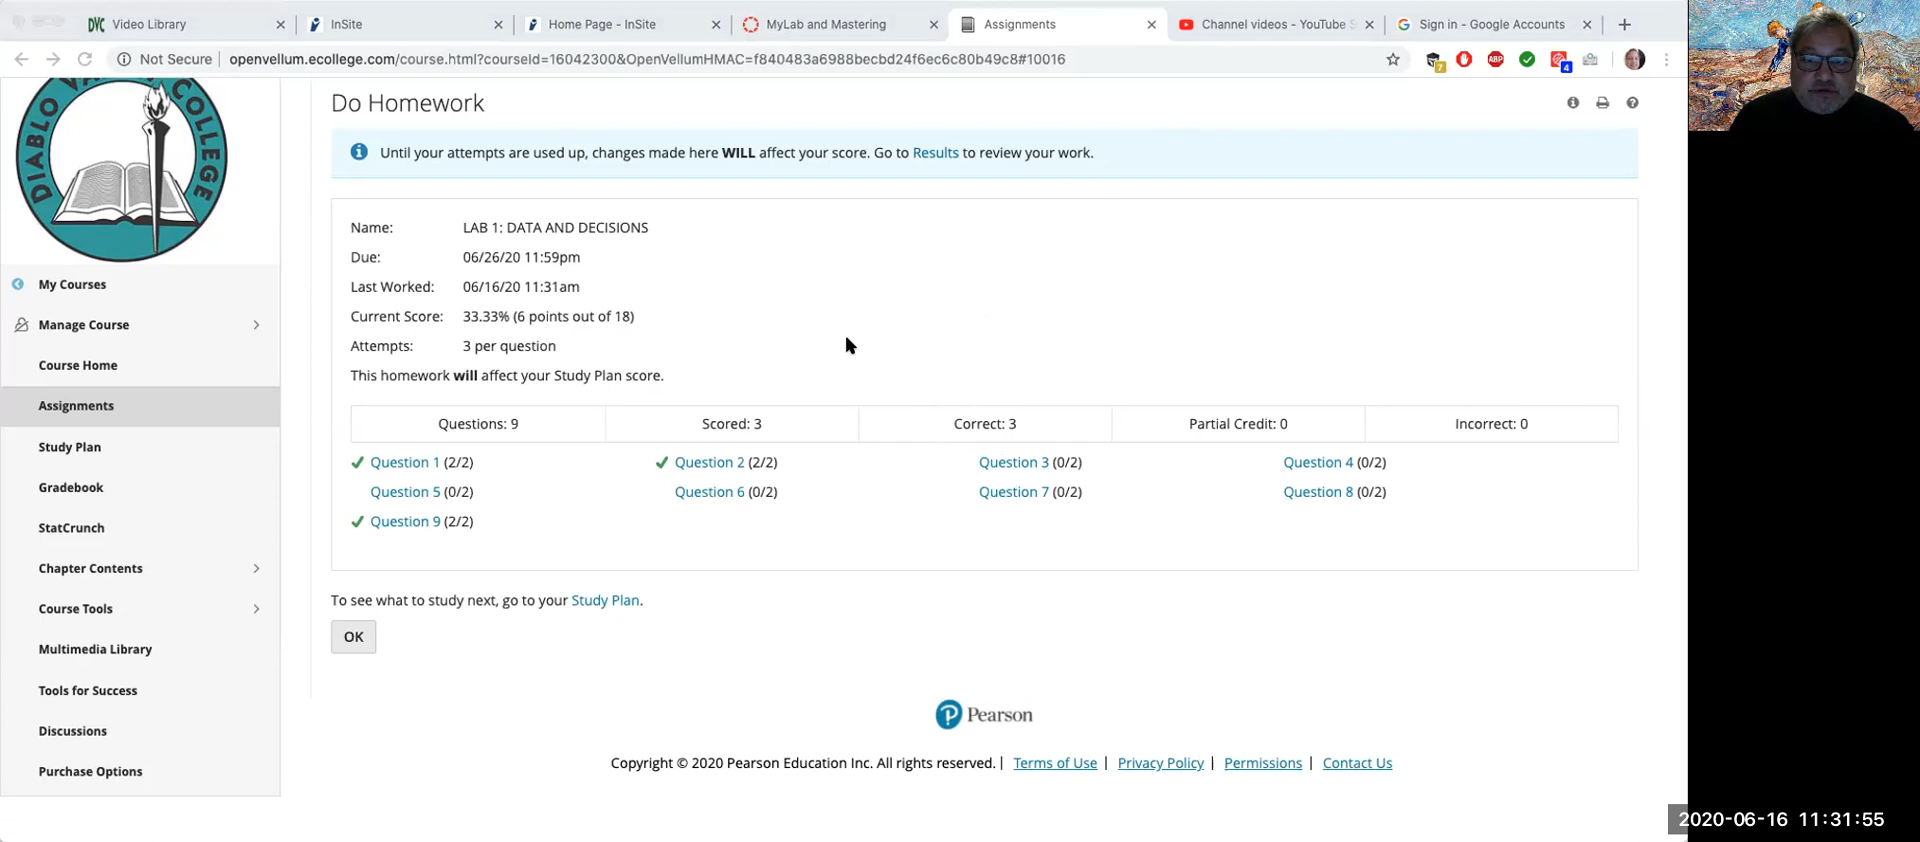 DVC Video Library
InSite
Home Page - InSite
MyLab and Mastering
Assignments
Channel videos - YouTube S
Sign in - Google Accounts
Not Secure
openvellum.ecollege.com/course.html?courseId=16042300&OpenVellumHMAC=f840483a6988becbd24f6ec6c80b49c8#10016
7
ABP
4
DIABLO VA COLLEGE
My Courses
Manage Course
Course Home
Assignments
Study Plan
Gradebook
StatCrunch
Chapter Contents
Course Tools
Multimedia Library
Tools for Success
Discussions
Purchase Options
Do Homework
Until your attempts are used up, changes made here WILL affect your score. Go to Results to review your work.
Name: LAB 1: DATA AND DECISIONS
Due: 06/26/20 11:59pm
Last Worked: 06/16/20 11:31am
Current Score: 33.33% (6 points out of 18)
Attempts: 3 per question
This homework will affect your Study Plan score.
Questions: 9 Scored: 3 Correct: 3 Partial Credit: 0 Incorrect: 0
Question 1 (2/2) Question 2 (2/2) Question 3 (0/2) Question 4 (0/2)
Question 5 (0/2) Question 6 (0/2) Question 7 (0/2) Question 8 (0/2)
Question 9 (2/2)
To see what to study next, go to your Study Plan.
OK
P Pearson
Copyright © 2020 Pearson Education Inc. All rights reserved. | Terms of Use | Privacy Policy | Permissions | Contact Us
2020-06-16 11:31:55